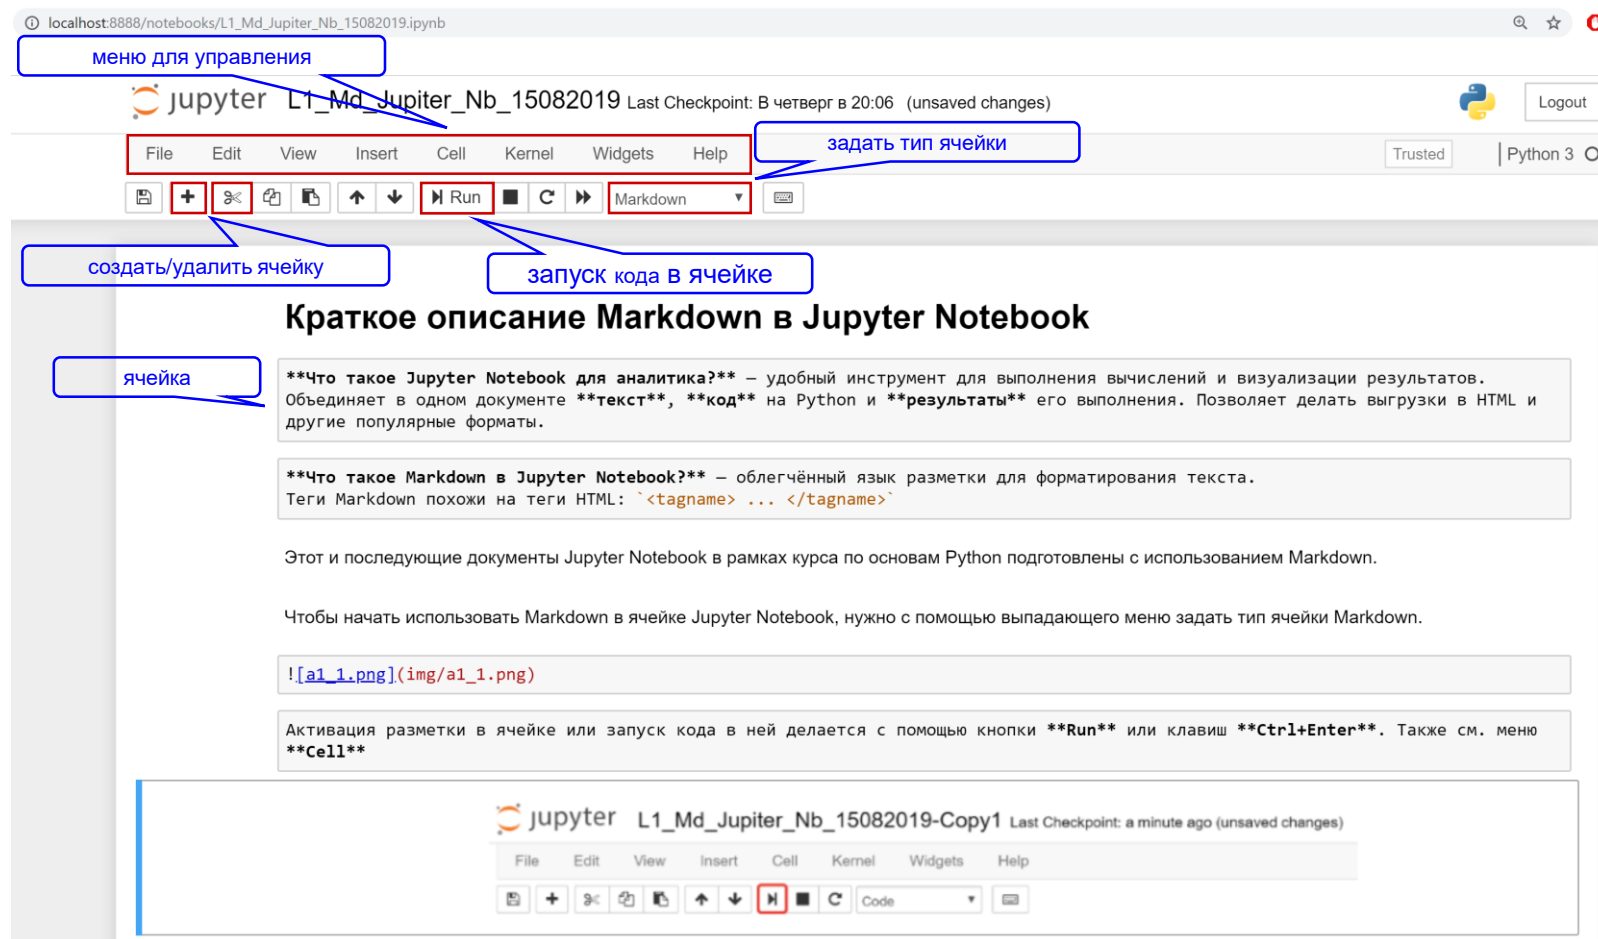 localhost:8888/notebooks/L1_Md_Jupiter_Nb_15082019.ipynb
меню для управления
jupyter L1_Md_Jupiter_Nb_15082019 Last Checkpoint: В четверг в 20:06 (unsaved changes)
Logout
задать тип ячейки
File Edit View Insert Cell Kernel Widgets Help
Trusted
Python 3
Run
Markdown
создать/удалить ячейку
запуск кода в ячейке
Краткое описание Markdown в Jupyter Notebook
ячейка
**Что такое Jupyter Notebook для аналитика?** — удобный инструмент для выполнения вычислений и визуализации результатов.
Объединяет в одном документе **текст**, **код** на Python и **результаты** его выполнения. Позволяет делать выгрузки в HTML и
другие популярные форматы.
**Что такое Markdown в Jupyter Notebook?** — облегчённый язык разметки для форматирования текста.
Теги Markdown похожи на теги HTML: `<tagname> ... </tagname>`
Этот и последующие документы Jupyter Notebook в рамках курса по основам Python подготовлены с использованием Markdown.
Чтобы начать использовать Markdown в ячейке Jupyter Notebook, нужно с помощью выпадающего меню задать тип ячейки Markdown.
![a1_1.png](img/a1_1.png)
Активация разметки в ячейке или запуск кода в ней делается с помощью кнопки **Run** или клавиш **Ctrl+Enter**. Также см. меню
**Cell**
jupyter L1_Md_Jupiter_Nb_15082019-Copy1 Last Checkpoint: a minute ago (unsaved changes)
File Edit View Insert Cell Kernel Widgets Help
Code